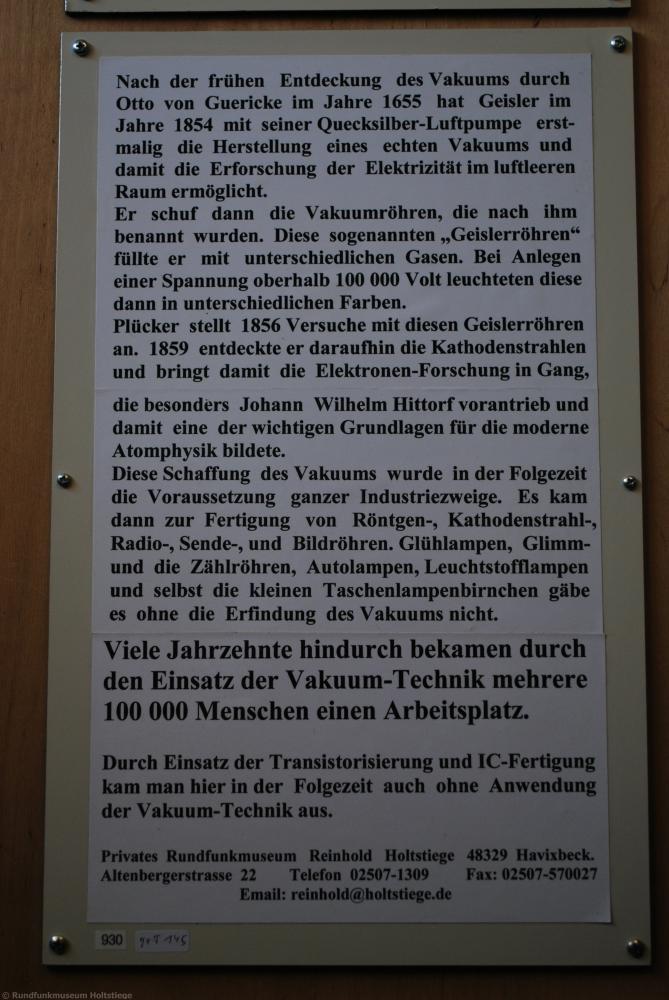 Nach der frühen Entdeckung des Vakuums durch
Otto von Guericke im Jahre 1655 hat Geisler im
Jahre 1854 mit seiner Quecksilber-Luftpumpe erst-
malig die Herstellung eines echten Vakuums und
damit die Erforschung der Elektrizität im luftleeren
Raum ermöglicht.
Er schuf dann die Vakuumröhren, die nach ihm
benannt wurden. Diese sogenannten „Geislerröhren“
füllte er mit unterschiedlichen Gasen. Bei Anlegen
einer Spannung oberhalb 100 000 Volt leuchteten diese
dann in unterschiedlichen Farben.
Plücker stellt 1856 Versuche mit diesen Geislerröhren
an. 1859 entdeckte er daraufhin die Kathodenstrahlen
und bringt damit die Elektronen-Forschung in Gang,
die besonders Johann Wilhelm Hittorf vorantrieb und
damit eine der wichtigen Grundlagen für die moderne
Atomphysik bildete.
Diese Schaffung des Vakuums wurde in der Folgezeit
die Voraussetzung ganzer Industriezweige. Es kam
dann zur Fertigung von Röntgen-, Kathodenstrahl-,
Radio-, Sende-, und Bildröhren. Glühlampen, Glimm-
und die Zählröhren, Autolampen, Leuchtstofflampen
und selbst die kleinen Taschenlampenbirnchen gäbe
es ohne die Erfindung des Vakuums nicht.
Viele Jahrzehnte hindurch bekamen durch
den Einsatz der Vakuum-Technik mehrere
100 000 Menschen einen Arbeitsplatz.
Durch Einsatz der Transistorisierung und IC-Fertigung
kam man hier in der Folgezeit auch ohne Anwendung
der Vakuum-Technik aus.
Privates Rundfunkmuseum Reinhold Holtstiege 48329 Havixbeck.
Altenbergerstrasse 22 Telefon 02507-1309 Fax: 02507-570027
Email: reinhold@holtstiege.de
930
145
© Rundfunkmuseum Holtstiege